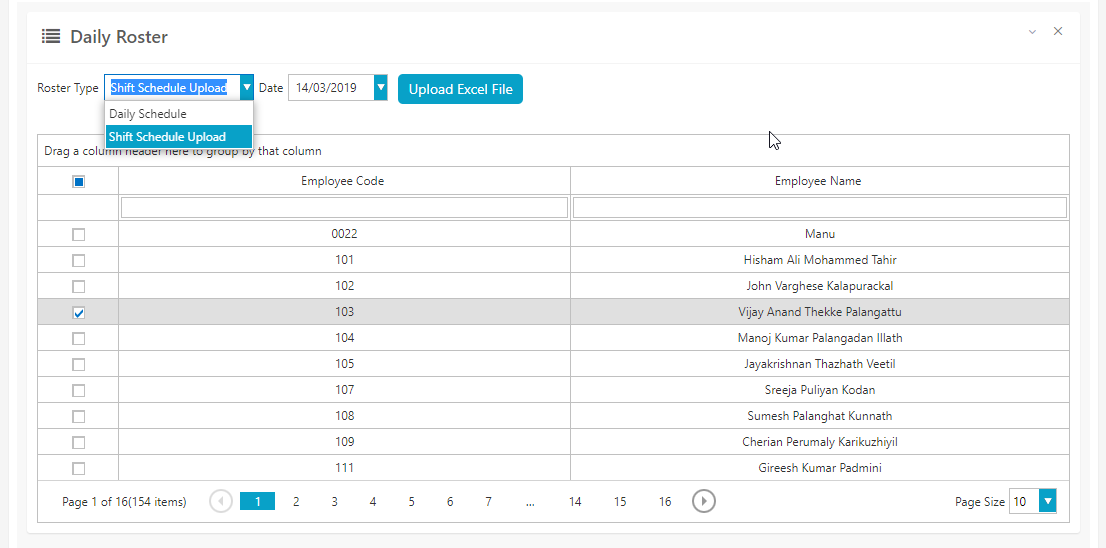 Daily Roster
Roster Type Shift Schedule Upload Date 14/03/2019 Upload Excel File
Daily Schedule
Shift Schedule Upload
Drag a column header here to group by that column
Employee Code Employee Name
0022 Manu
101 Hisham Ali Mohammed Tahir
102 John Varghese Kalapurackal
103 Vijay Anand Thekke Palangattu
104 Manoj Kumar Palangadan Illath
105 Jayakrishnan Thazhath Veetil
107 Sreeja Puliyan Kodan
108 Sumesh Palanghat Kunnath
109 Cherian Perumaly Karikuzhiyil
111 Gireesh Kumar Padmini
Page 1 of 16(154 items) 1 2 3 4 5 6 7 ... 14 15 16 Page Size 10